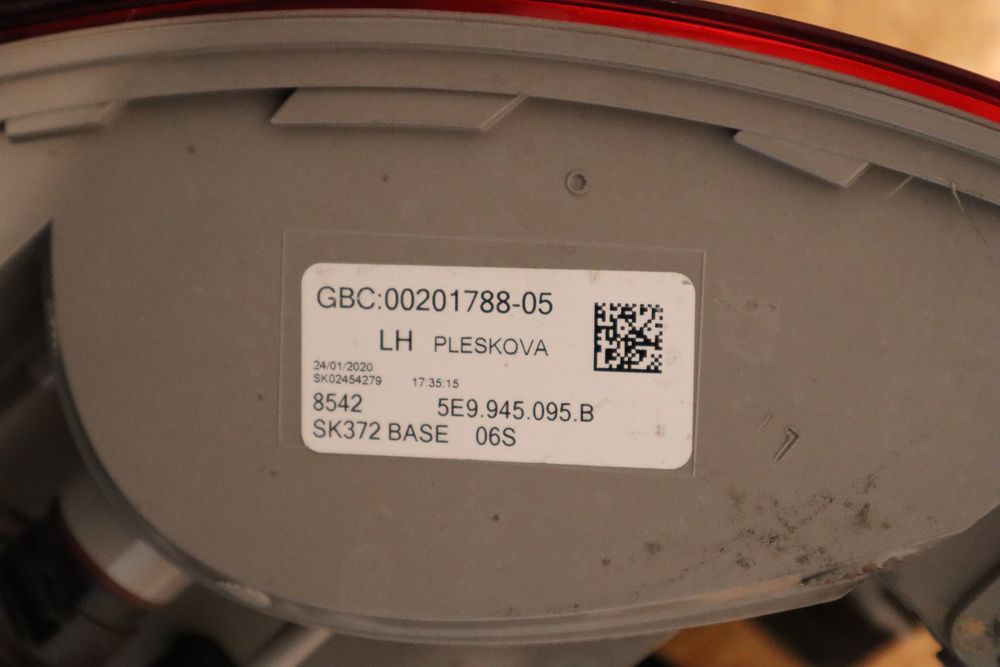 GBC:00201788-05
LH PLESKOVA
24/01/2020
SK02454279 17:35:15
8542 5E9.945.095.B
SK372 BASE 06S
7